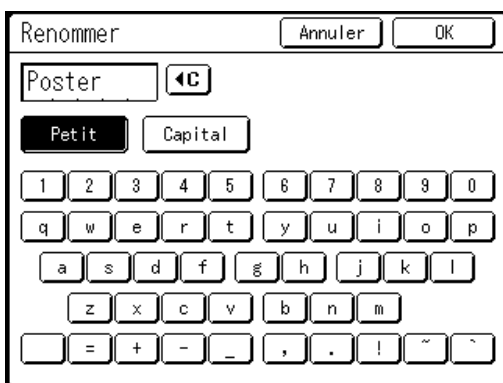 Renommer Annuler OK
Poster ◀C
Petit Capital
1 2 3 4 5 6 7 8 9 0
q w e r t y u i o p
a s d f g h j k l
z x c v b n m
= + - _ , . ! ~ `